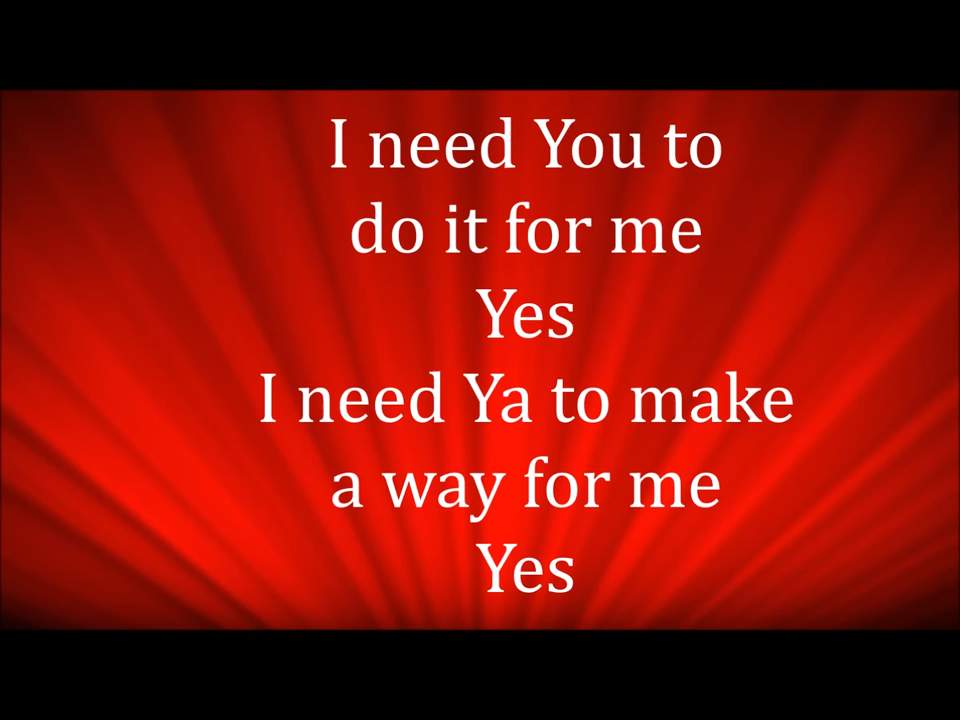 I need You to
do it for me
Yes
I need Ya to make
a way for me
Yes